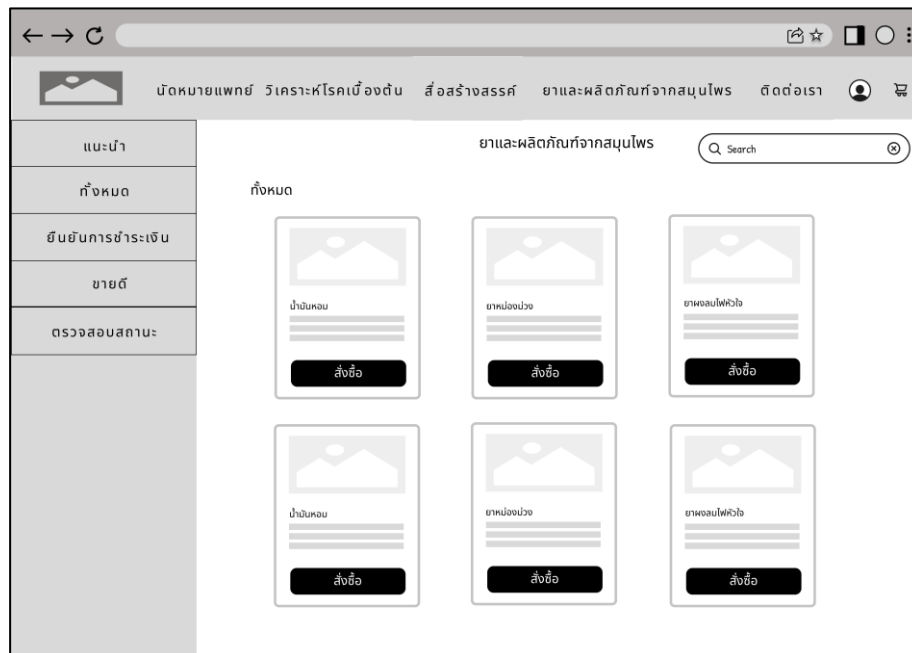 นัดหมายแพทย์ วิเคราะห์โรคเบื้องต้น สื่อสร้างสรรค์ ยาและผลิตภัณฑ์จากสมุนไพร ติดต่อเรา
แนะนำ
ทั้งหมด
ยืนยันการชำระเงิน
ขายดี
ตรวจสอบสถานะ
ยาและผลิตภัณฑ์จากสมุนไพร
Search
ทั้งหมด
น้ำมันหอม
สั่งซื้อ
ยาหม่องม่วง
สั่งซื้อ
ยาผงลมไฟหัวใจ
สั่งซื้อ
น้ำมันหอม
สั่งซื้อ
ยาหม่องม่วง
สั่งซื้อ
ยาผงลมไฟหัวใจ
สั่งซื้อ